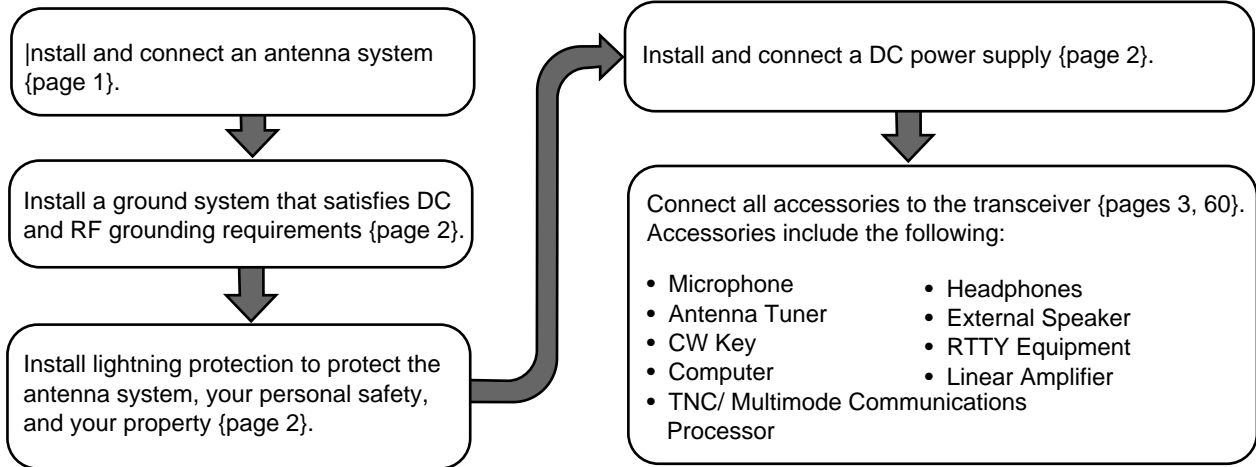 |nstall and connect an antenna system
{page 1}.
Install a ground system that satisfies DC
and RF grounding requirements {page 2}.
Install lightning protection to protect the
antenna system, your personal safety,
and your property {page 2}.
Install and connect a DC power supply {page 2}.
Connect all accessories to the transceiver {pages 3, 60}.
Accessories include the following:
• Microphone
• Antenna Tuner
• CW Key
• Computer
• TNC/ Multimode Communications
Processor
• Headphones
• External Speaker
• RTTY Equipment
• Linear Amplifier